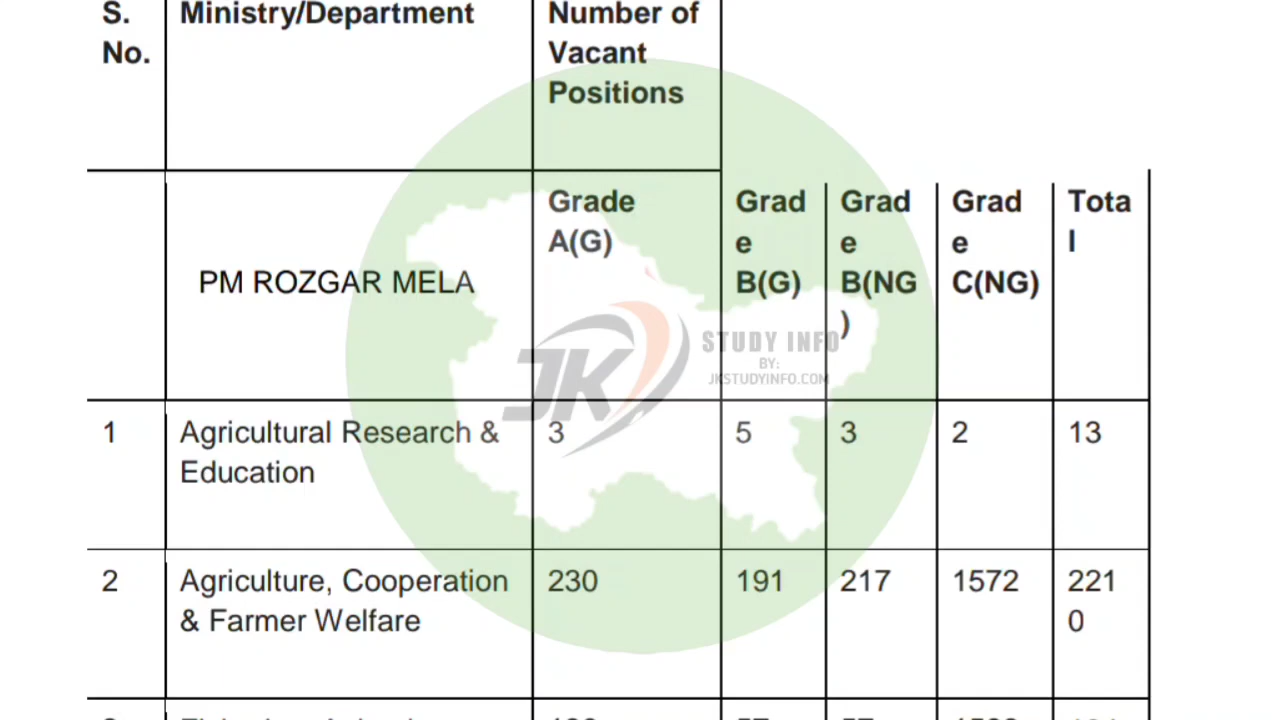 S. No.
Ministry/Department
Number of Vacant Positions
PM ROZGAR MELA
Grade A(G)
Grad e B(G)
Grad e B(NG )
Grad e C(NG)
Tota l
JK STUDY INFO
BY:
JKSTUDYINFO.COM
1 Agricultural Research & Education 3 5 3 2 13
2 Agriculture, Cooperation & Farmer Welfare 230 191 217 1572 221 0